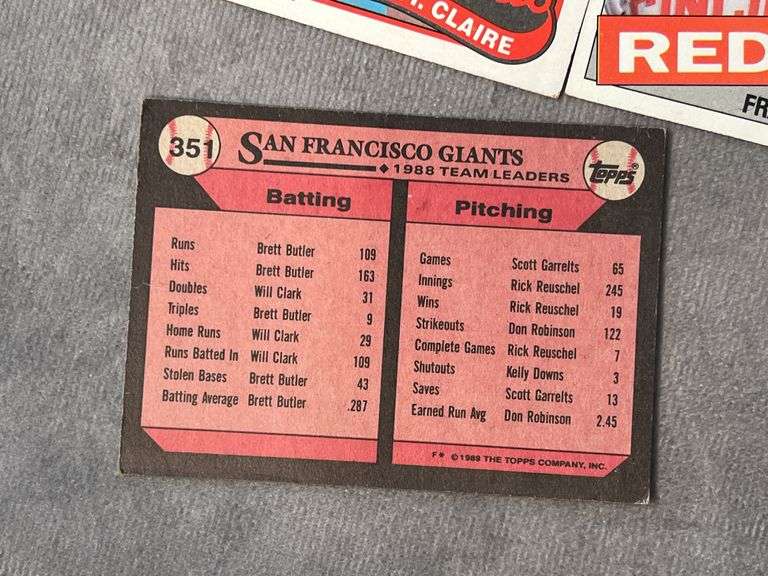 T. CLAIRE
RED
FR
351
SAN FRANCISCO GIANTS
1988 TEAM LEADERS
TOPPS®
Batting
Runs Brett Butler 109
Hits Brett Butler 163
Doubles Will Clark 31
Triples Brett Butler 9
Home Runs Will Clark 29
Runs Batted In Will Clark 109
Stolen Bases Brett Butler 43
Batting Average Brett Butler .287
Pitching
Games Scott Garrelts 65
Innings Rick Reuschel 245
Wins Rick Reuschel 19
Strikeouts Don Robinson 122
Complete Games Rick Reuschel 7
Shutouts Kelly Downs 3
Saves Scott Garrelts 13
Earned Run Avg Don Robinson 2.45
F* ©1989 THE TOPPS COMPANY, INC.